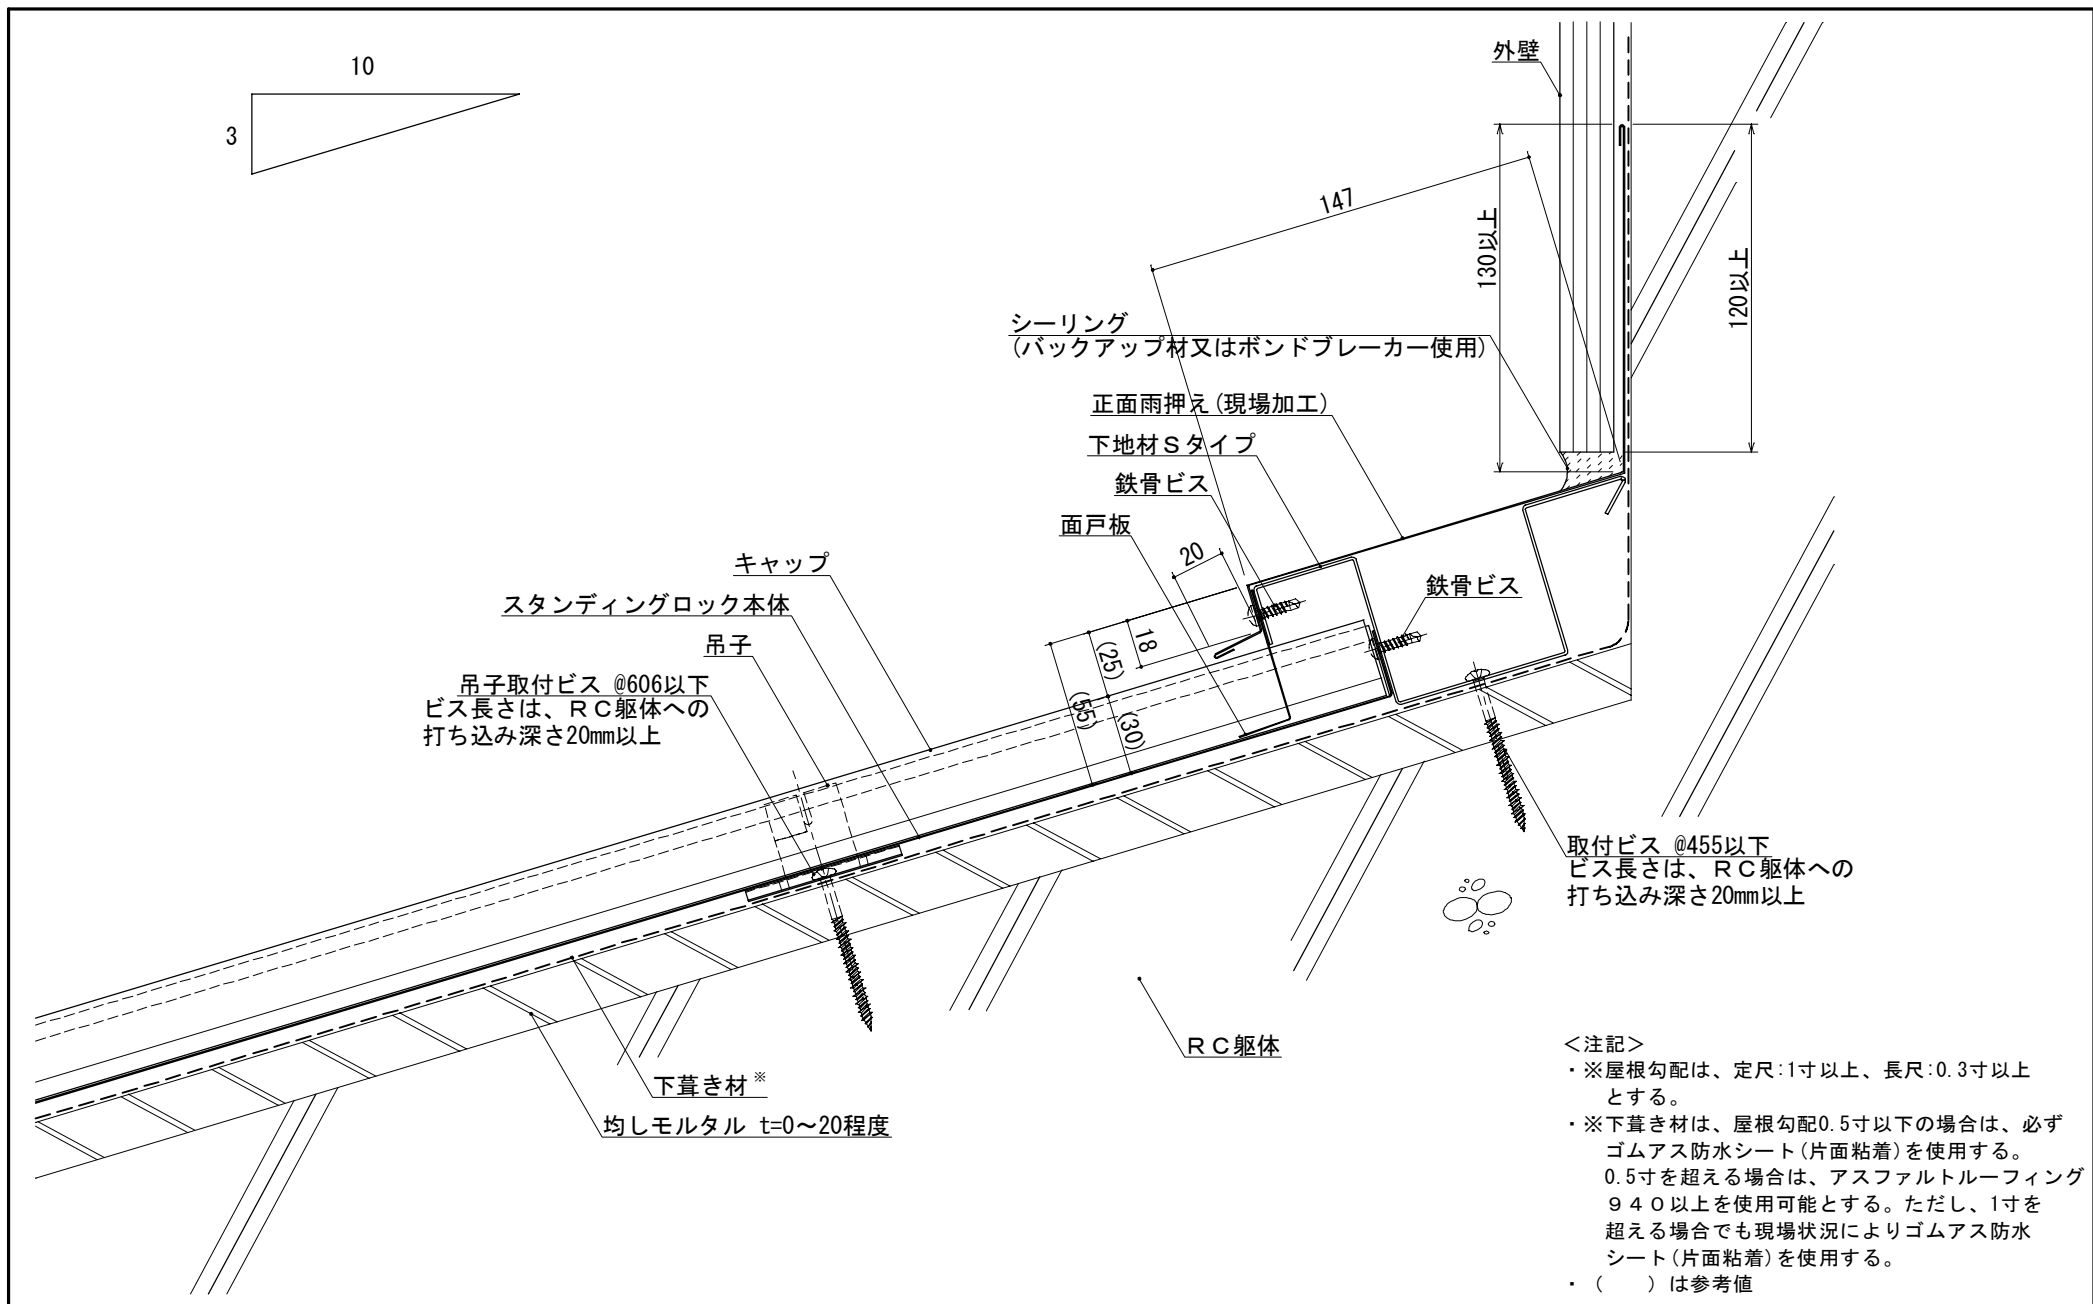 10
3
外壁
130以上
120以上
147
シーリング
(バックアップ材又はボンドブレーカー使用)
正面雨押え(現場加工)
下地材Sタイプ
鉄骨ビス
面戸板
20
キャップ
鉄骨ビス
スタンディングロック本体
18
(25)
吊子
(55)
(30)
吊子取付ビス @606以下
ビス長さは、RC躯体への
打ち込み深さ20mm以上
取付ビス @455以下
ビス長さは、RC躯体への
打ち込み深さ20mm以上
RC躯体
下葺き材※
均しモルタル t=0~20程度
<注記>
・※屋根勾配は、定尺:1寸以上、長尺:0.3寸以上
とする。
・※下葺き材は、屋根勾配0.5寸以下の場合は、必ず
ゴムアス防水シート(片面粘着)を使用する。
0.5寸を超える場合は、アスファルトルーフィング
940以上を使用可能とする。ただし、1寸を
超える場合でも現場状況によりゴムアス防水
シート(片面粘着)を使用する。
・(  )は参考値